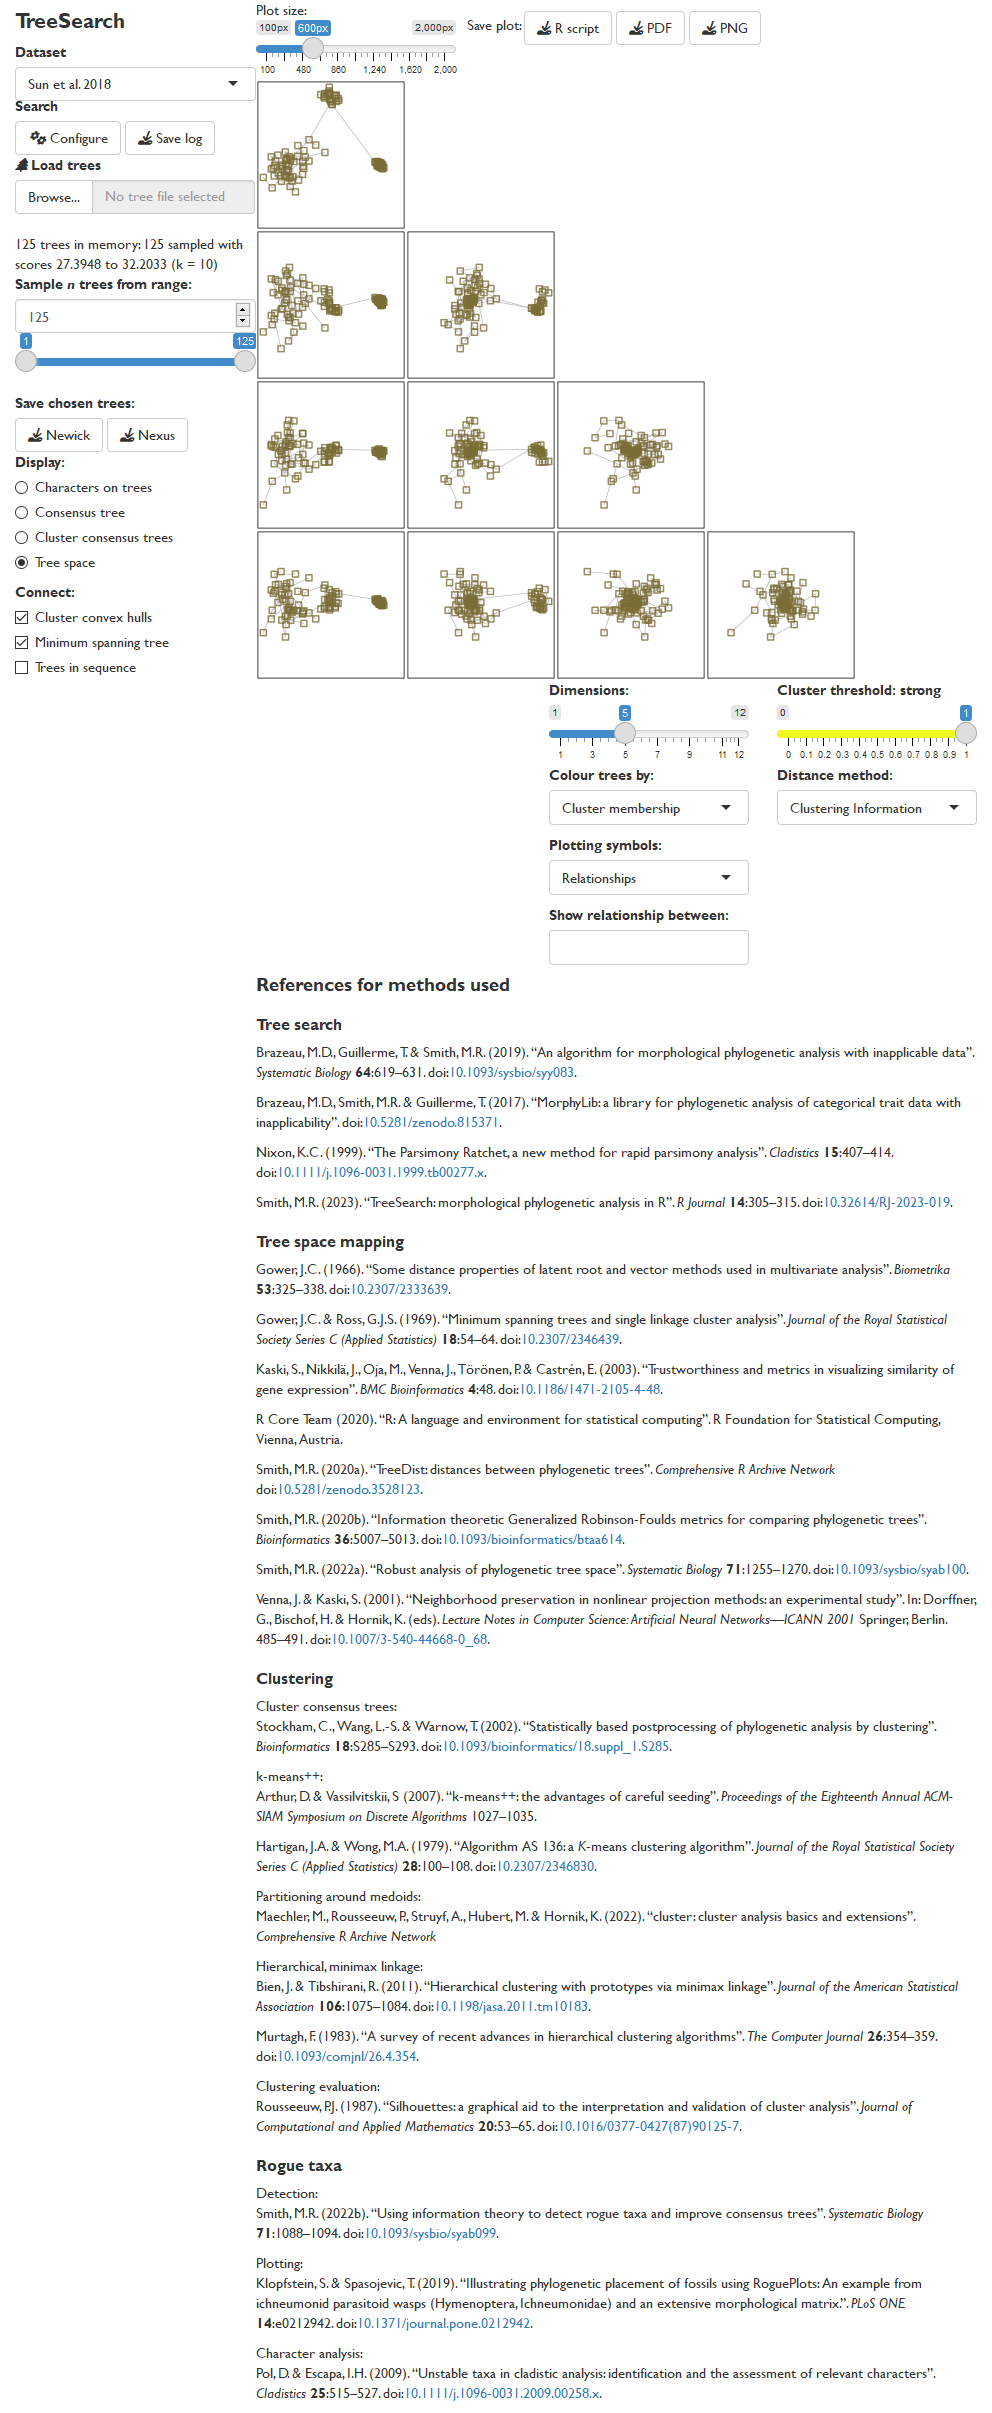 TreeSearch
Dataset
Sun et al. 2018
Search
Configure
Save log
Load trees
Browse...
No tree file selected
125 trees in memory: 125 sampled with
scores 27.3948 to 32.2033 (k = 10)
Sample n trees from range:
125
1
125
Save chosen trees:
Newick
Nexus
Display:
Characters on trees
Consensus tree
Cluster consensus trees
Tree space
Connect:
Cluster convex hulls
Minimum spanning tree
Trees in sequence
Plot size:
100px 600px 2,000px
100 480 860 1,240 1,620 2,000
Save plot:
R script
PDF
PNG
Dimensions:
1 5 12
1 3 5 7 9 11 12
Colour trees by:
Cluster membership
Plotting symbols:
Relationships
Show relationship between:
Cluster threshold: strong
0 1
0 0.1 0.2 0.3 0.4 0.5 0.6 0.7 0.8 0.9 1
Distance method:
Clustering Information
References for methods used
Tree search
Brazeau, M.D., Guillerme, T. & Smith, M.R. (2019). “An algorithm for morphological phylogenetic analysis with inapplicable data”.
Systematic Biology 64:619–631. doi:10.1093/sysbio/syy083.
Brazeau, M.D., Smith, M.R. & Guillerme, T. (2017). “MorphyLib: a library for phylogenetic analysis of categorical trait data with
inapplicability”. doi:10.5281/zenodo.815371.
Nixon, K.C. (1999). “The Parsimony Ratchet, a new method for rapid parsimony analysis”. Cladistics 15:407–414.
doi:10.1111/j.1096-0031.1999.tb00277.x.
Smith, M.R. (2023). “TreeSearch: morphological phylogenetic analysis in R”. R Journal 14:305–315. doi:10.32614/RJ-2023-019.
Tree space mapping
Gower, J.C. (1966). “Some distance properties of latent root and vector methods used in multivariate analysis”. Biometrika
53:325–338. doi:10.2307/2333639.
Gower, J.C. & Ross, G.J.S. (1969). “Minimum spanning trees and single linkage cluster analysis”. Journal of the Royal Statistical
Society Series C (Applied Statistics) 18:54–64. doi:10.2307/2346439.
Kaski, S., Nikkilä, J., Oja, M., Venna, J., Törönen, P. & Castrén, E. (2003). “Trustworthiness and metrics in visualizing similarity of
gene expression”. BMC Bioinformatics 4:48. doi:10.1186/1471-2105-4-48.
R Core Team (2020). “R: A language and environment for statistical computing”. R Foundation for Statistical Computing,
Vienna, Austria.
Smith, M.R. (2020a). “TreeDist: distances between phylogenetic trees”. Comprehensive R Archive Network
doi:10.5281/zenodo.3528123.
Smith, M.R. (2020b). “Information theoretic Generalized Robinson-Foulds metrics for comparing phylogenetic trees”.
Bioinformatics 36:5007–5013. doi:10.1093/bioinformatics/btaa614.
Smith, M.R. (2022a). “Robust analysis of phylogenetic tree space”. Systematic Biology 71:1255–1270. doi:10.1093/sysbio/syab100.
Venna, J. & Kaski, S. (2001). “Neighborhood preservation in nonlinear projection methods: an experimental study”. In: Dorffner,
G., Bischof, H. & Hornik, K. (eds). Lecture Notes in Computer Science: Artificial Neural Networks—ICANN 2001 Springer, Berlin.
485–491. doi:10.1007/3-540-44668-0_68.
Clustering
Cluster consensus trees:
Stockham, C., Wang, L.-S. & Warnow, T. (2002). “Statistically based postprocessing of phylogenetic analysis by clustering”.
Bioinformatics 18:S285–S293. doi:10.1093/bioinformatics/18.suppl_1.S285.
k-means++:
Arthur, D. & Vassilvitskii, S (2007). “k-means++: the advantages of careful seeding”. Proceedings of the Eighteenth Annual ACM-
SIAM Symposium on Discrete Algorithms 1027–1035.
Hartigan, J.A. & Wong, M.A. (1979). “Algorithm AS 136: a K-means clustering algorithm”. Journal of the Royal Statistical Society
Series C (Applied Statistics) 28:100–108. doi:10.2307/2346830.
Partitioning around medoids:
Maechler, M., Rousseeuw, P., Struyf, A., Hubert, M. & Hornik, K. (2022). “cluster: cluster analysis basics and extensions”.
Comprehensive R Archive Network
Hierarchical, minimax linkage:
Bien, J. & Tibshirani, R. (2011). “Hierarchical clustering with prototypes via minimax linkage”. Journal of the American Statistical
Association 106:1075–1084. doi:10.1198/jasa.2011.tm10183.
Murtagh, F. (1983). “A survey of recent advances in hierarchical clustering algorithms”. The Computer Journal 26:354–359.
doi:10.1093/comjnl/26.4.354.
Clustering evaluation:
Rousseeuw, P.J. (1987). “Silhouettes: a graphical aid to the interpretation and validation of cluster analysis”. Journal of
Computational and Applied Mathematics 20:53–65. doi:10.1016/0377-0427(87)90125-7.
Rogue taxa
Detection:
Smith, M.R. (2022b). “Using information theory to detect rogue taxa and improve consensus trees”. Systematic Biology
71:1088–1094. doi:10.1093/sysbio/syab099.
Plotting:
Klopfstein, S. & Spasojevic, T. (2019). “Illustrating phylogenetic placement of fossils using RoguePlots: An example from
ichneumonid parasitoid wasps (Hymenoptera, Ichneumonidae) and an extensive morphological matrix.”. PLoS ONE
14:e0212942. doi:10.1371/journal.pone.0212942.
Character analysis:
Pol, D. & Escapa, I.H. (2009). “Unstable taxa in cladistic analysis: identification and the assessment of relevant characters”.
Cladistics 25:515–527. doi:10.1111/j.1096-0031.2009.00258.x.